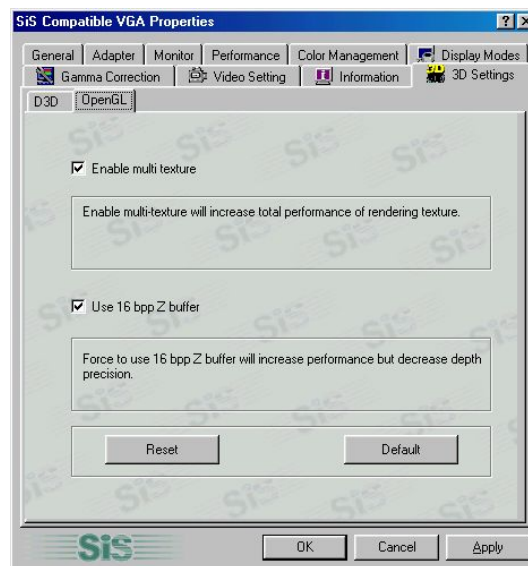 SiS Compatible VGA Properties
General Adapter Monitor Performance Color Management Display Modes
Gamma Correction Video Setting Information 3D Settings
D3D OpenGL
Enable multi texture
Enable multi-texture will increase total performance of rendering texture.
Use 16 bpp Z buffer
Force to use 16 bpp Z buffer will increase performance but decrease depth
precision.
Reset Default
SiS
OK Cancel Apply